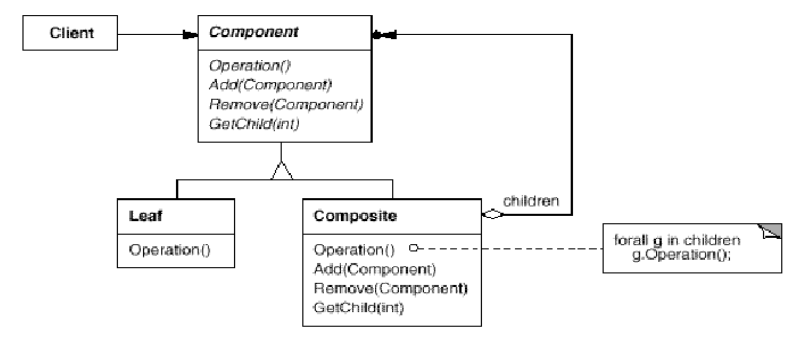 Client
Component
Operation()
Add(Component)
Remove(Component)
GetChild(int)
Leaf
Operation()
Composite
Operation()
Add(Component)
Remove(Component)
GetChild(int)
children
forall g in children
g.Operation();